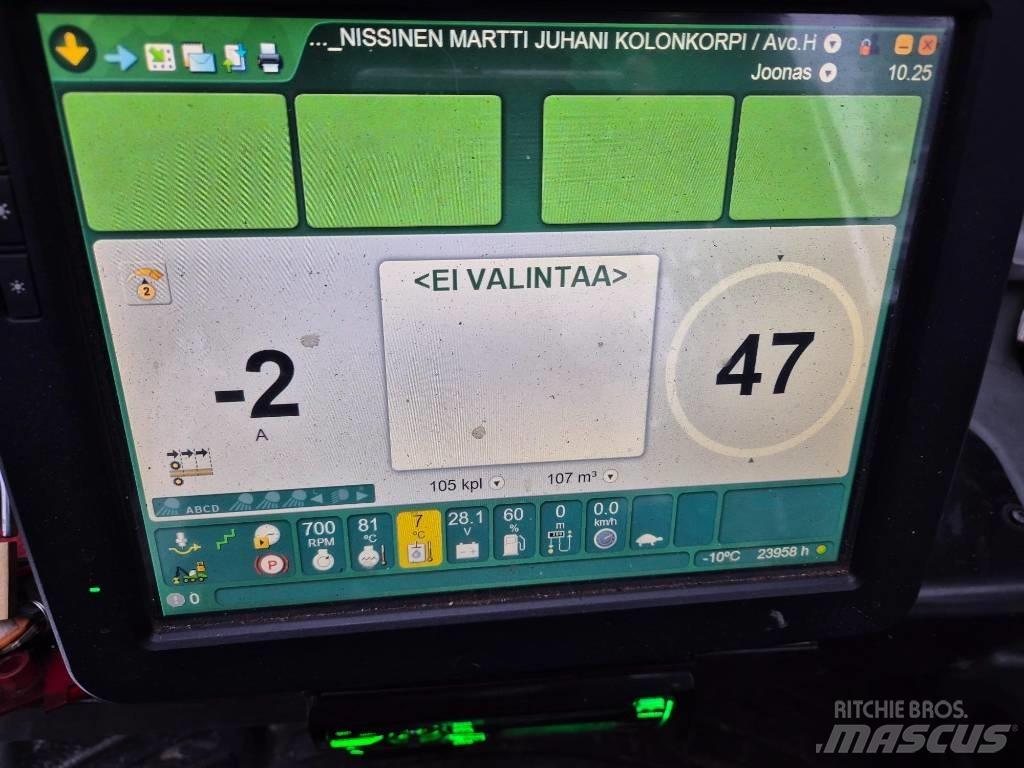 ..._NISSINEN MARTTI JUHANI KOLONKORPI / Avo.H
Joonas
10.25
<EI VALINTAA>
2
-2
A
47
105 kpl
107 m³
ABCD
700 RPM
81 °C
7 °C
28.1 V
60 %
0 m
0.0 km/h
P
-10°C 23958 h
0
RITCHIE BROS.
MASCUS